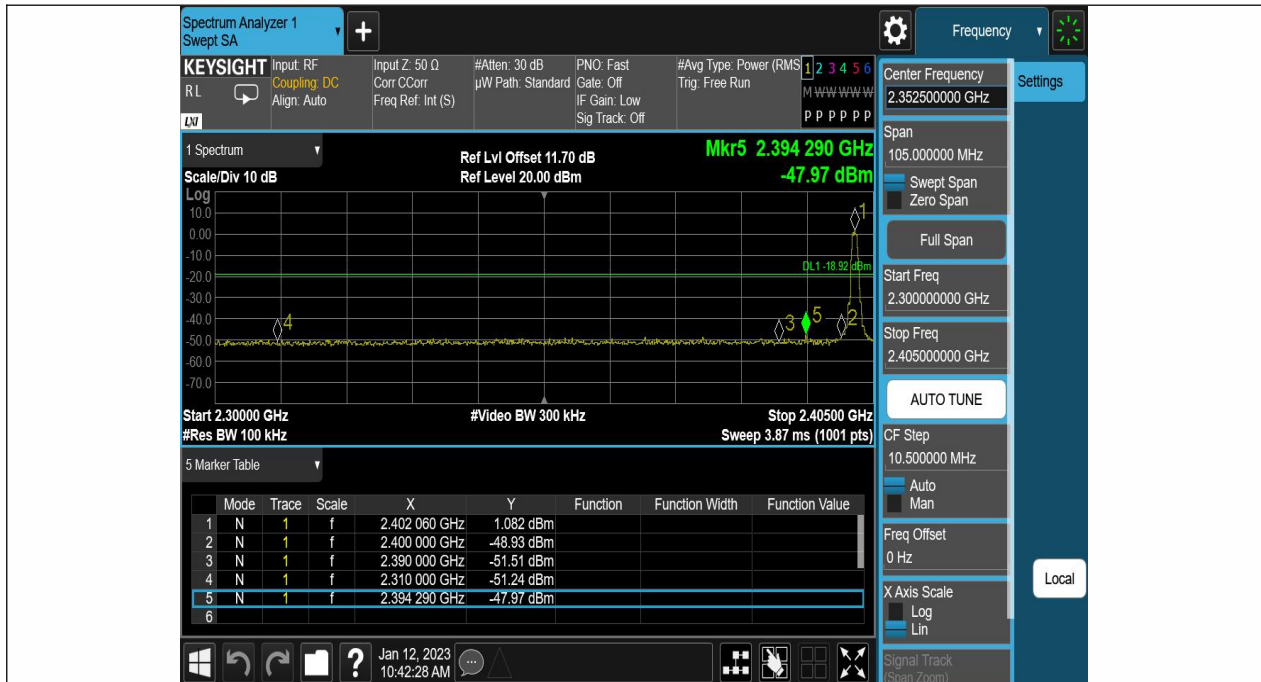 Spectrum Analyzer 1
Swept SA
+
Frequency
KEYSIGHT
R L
LXI
Input: RF
Coupling: DC
Align: Auto
Input Z: 50 Ω
Corr CCorr
Freq Ref: Int (S)
#Atten: 30 dB
µW Path: Standard
PNO: Fast
Gate: Off
IF Gain: Low
Sig Track: Off
#Avg Type: Power (RMS
Trig: Free Run
1 2 3 4 5 6
M W W W W W
P P P P P P
1 Spectrum
Scale/Div 10 dB
Ref Lvl Offset 11.70 dB
Ref Level 20.00 dBm
Mkr5 2.394 290 GHz
-47.97 dBm
Log
10.0
0.00
-10.0
-20.0
-30.0
-40.0
-50.0
-60.0
-70.0
DL1 -18.92 dBm
1
4
3
5
2
Start 2.30000 GHz
#Video BW 300 kHz
Stop 2.40500 GHz
#Res BW 100 kHz
Sweep 3.87 ms (1001 pts)
5 Marker Table
Mode Trace Scale X Y Function Function Width Function Value
1 N 1 f 2.402 060 GHz 1.082 dBm
2 N 1 f 2.400 000 GHz -48.93 dBm
3 N 1 f 2.390 000 GHz -51.51 dBm
4 N 1 f 2.310 000 GHz -51.24 dBm
5 N 1 f 2.394 290 GHz -47.97 dBm
6
?
Jan 12, 2023
10:42:28 AM
Center Frequency
2.352500000 GHz
Settings
Span
105.000000 MHz
Swept Span
Zero Span
Full Span
Start Freq
2.300000000 GHz
Stop Freq
2.405000000 GHz
AUTO TUNE
CF Step
10.500000 MHz
Auto
Man
Freq Offset
0 Hz
Local
X Axis Scale
Log
Lin
Signal Track
(Span Zoom)